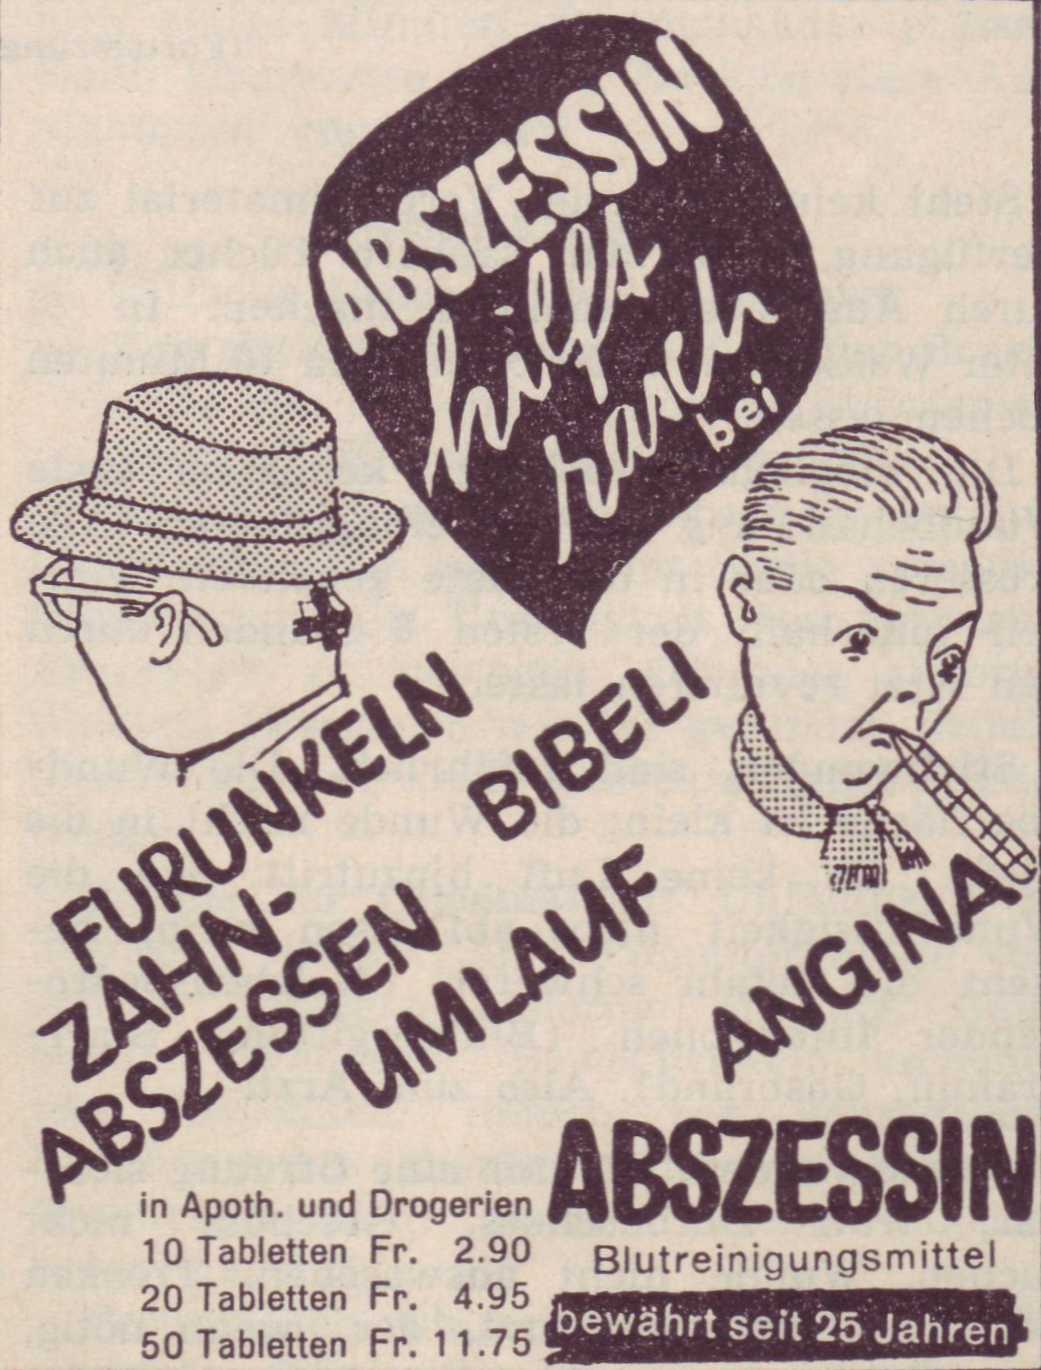 ABSZESSIN
hilft
rasch
bei
FURUNKELN
ZAHN-
ABSZESSEN
BIBELI
UMLAUF
ANGINA
ABSZESSIN
Blutreinigungsmittel
bewährt seit 25 Jahren
in Apoth. und Drogerien
10 Tabletten Fr. 2.90
20 Tabletten Fr. 4.95
50 Tabletten Fr. 11.75